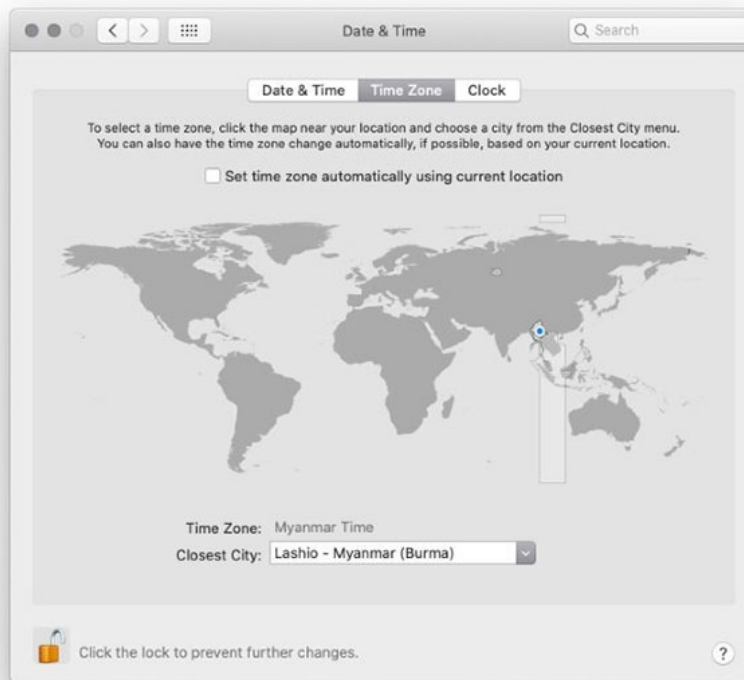 Date & Time
Search
Date & Time
Time Zone
Clock
To select a time zone, click the map near your location and choose a city from the Closest City menu.
You can also have the time zone change automatically, if possible, based on your current location.
Set time zone automatically using current location
Time Zone: Myanmar Time
Closest City: Lashio - Myanmar (Burma)
Click the lock to prevent further changes.
?